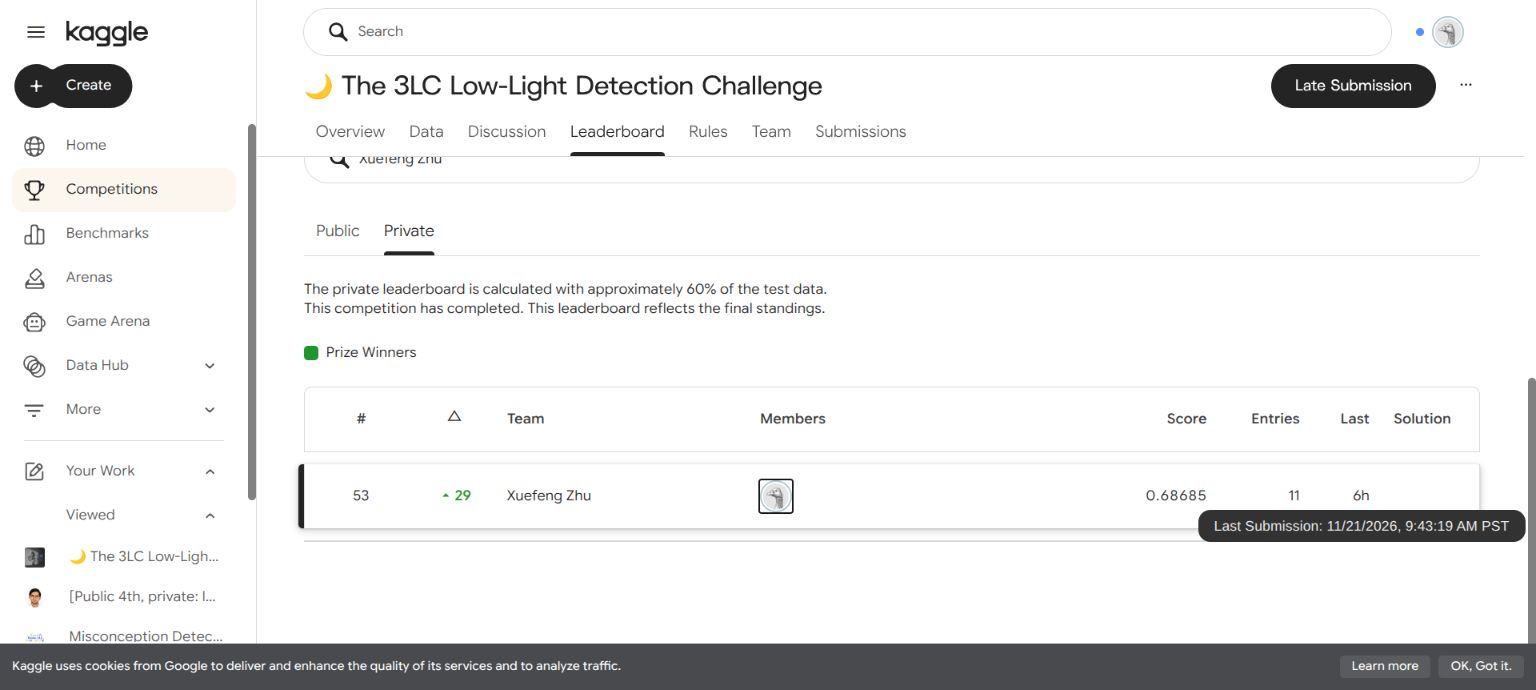 kaggle
Search
+ Create
🌙 The 3LC Low-Light Detection Challenge
Late Submission
...
Overview Data Discussion Leaderboard Rules Team Submissions
Home
Competitions
Benchmarks
Arenas
Game Arena
Data Hub
More
Your Work
Viewed
🌙 The 3LC Low-Ligh...
[Public 4th, private: l...
Misconception Detec...
Xuefeng Zhu
Public Private
The private leaderboard is calculated with approximately 60% of the test data.
This competition has completed. This leaderboard reflects the final standings.
Prize Winners
# △ Team Members Score Entries Last Solution
53 29 Xuefeng Zhu 0.68685 11 6h
Last Submission: 11/21/2026, 9:43:19 AM PST
Kaggle uses cookies from Google to deliver and enhance the quality of its services and to analyze traffic.
Learn more OK, Got it.